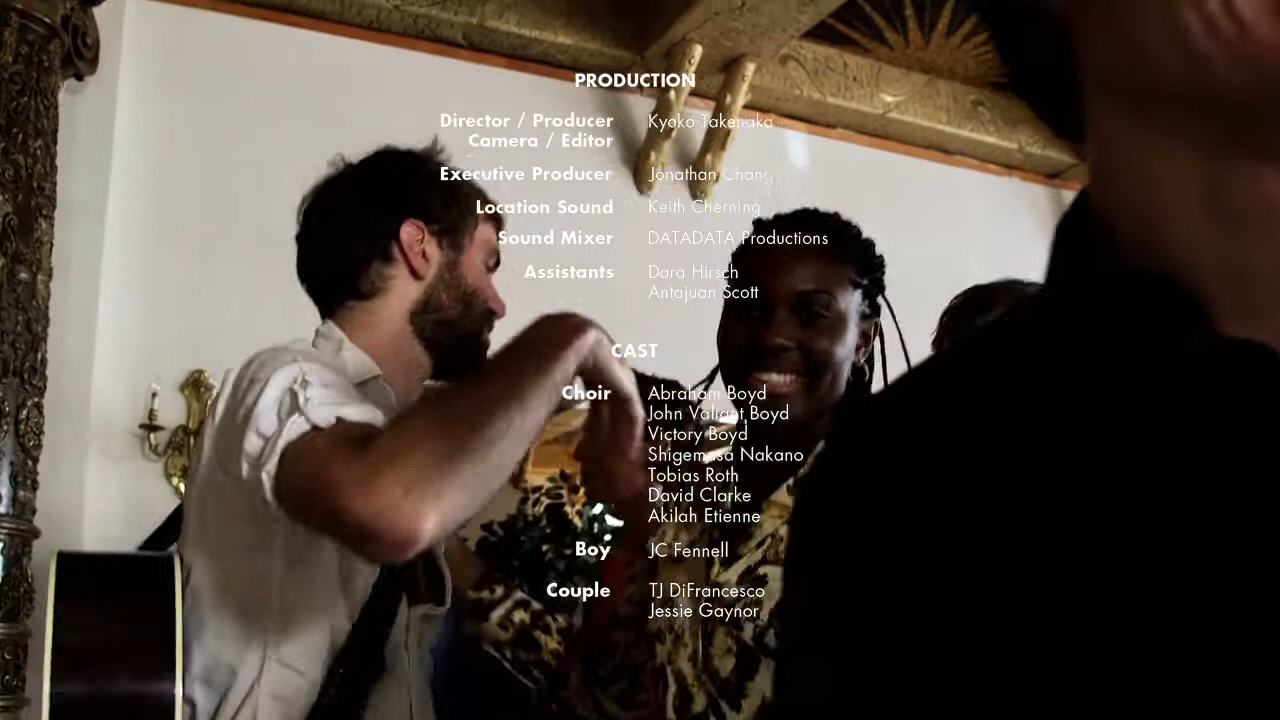 PRODUCTION
Director / Producer Kyoko Takenaka
Camera / Editor
Executive Producer Jonathan Chang
Location Sound Keith Cherning
Sound Mixer DATADATA Productions
Assistants Dara Hirsch
Antajuan Scott
CAST
Choir Abraham Boyd
John Valiant Boyd
Victory Boyd
Shigemasa Nakano
Tobias Roth
David Clarke
Akilah Etienne
Boy JC Fennell
Couple TJ DiFrancesco
Jessie Gaynor